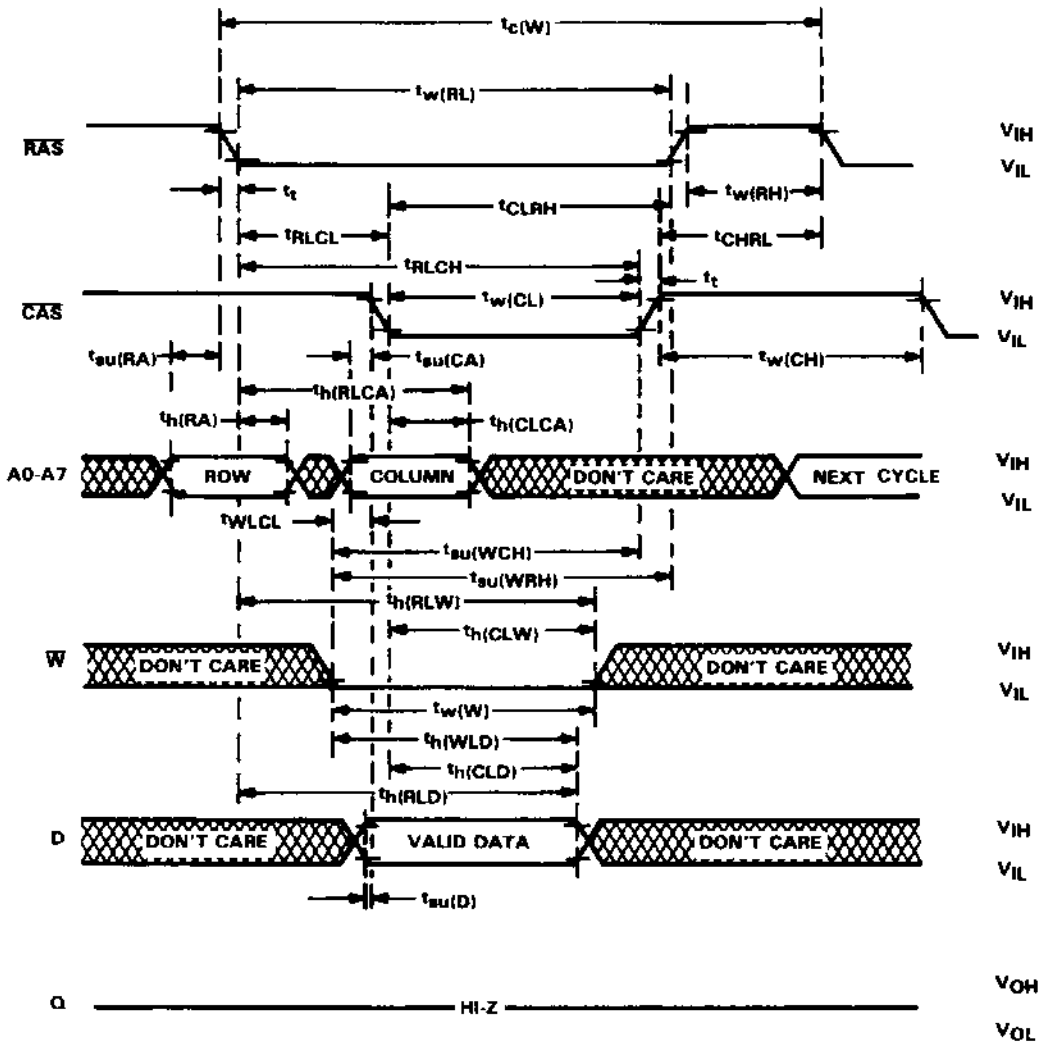 tc(W)
tw(RL)
RAS
VIH
VIL
tt
tCLRH
tw(RH)
tRLCL
tCHRL
tRLCH
tt
CAS
tw(CL)
VIH
VIL
tsu(RA)
tsu(CA)
tw(CH)
th(RLCA)
th(RA)
th(CLCA)
A0-A7
ROW
COLUMN
DON'T CARE
NEXT CYCLE
VIH
VIL
tWLCL
tsu(WCH)
tsu(WRH)
th(RLW)
th(CLW)
W
DON'T CARE
DON'T CARE
VIH
VIL
tw(W)
th(WLD)
th(CLD)
th(RLD)
D
DON'T CARE
VALID DATA
DON'T CARE
VIH
VIL
tsu(D)
Q
HI-Z
VOH
VOL